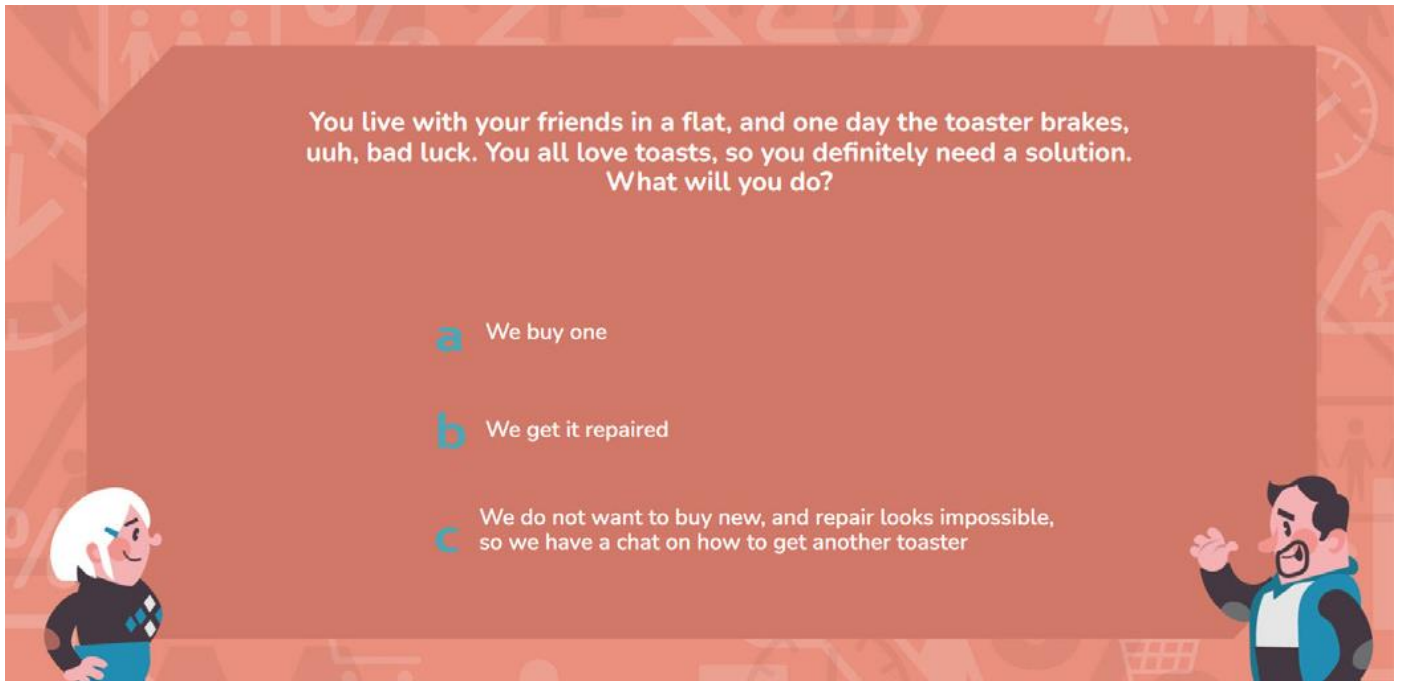 You live with your friends in a flat, and one day the toaster brakes,
uuh, bad luck. You all love toasts, so you definitely need a solution.
What will you do?
a We buy one
b We get it repaired
c We do not want to buy new, and repair looks impossible,
so we have a chat on how to get another toaster